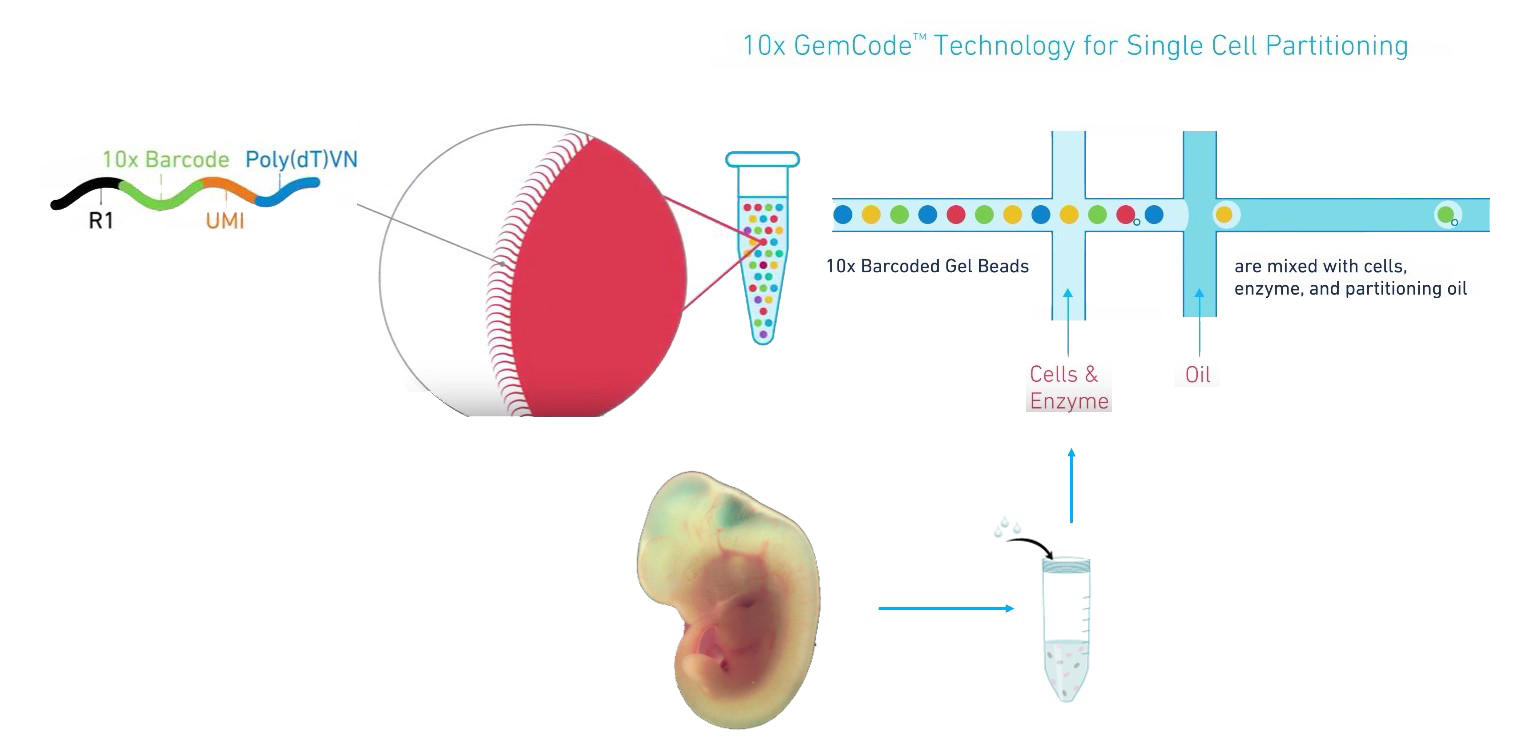 10x GemCode™ Technology for Single Cell Partitioning
10x Barcode
Poly(dT)VN
R1
UMI
10x Barcoded Gel Beads
are mixed with cells,
enzyme, and partitioning oil
Cells &
Enzyme
Oil